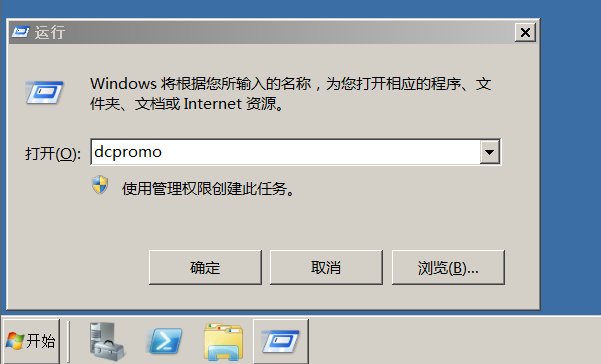 运行
Windows 将根据您所输入的名称，为您打开相应的程序、文
件夹、文档或 Internet 资源。
打开(O): dcpromo
使用管理权限创建此任务。
确定 取消 浏览(B)...
开始